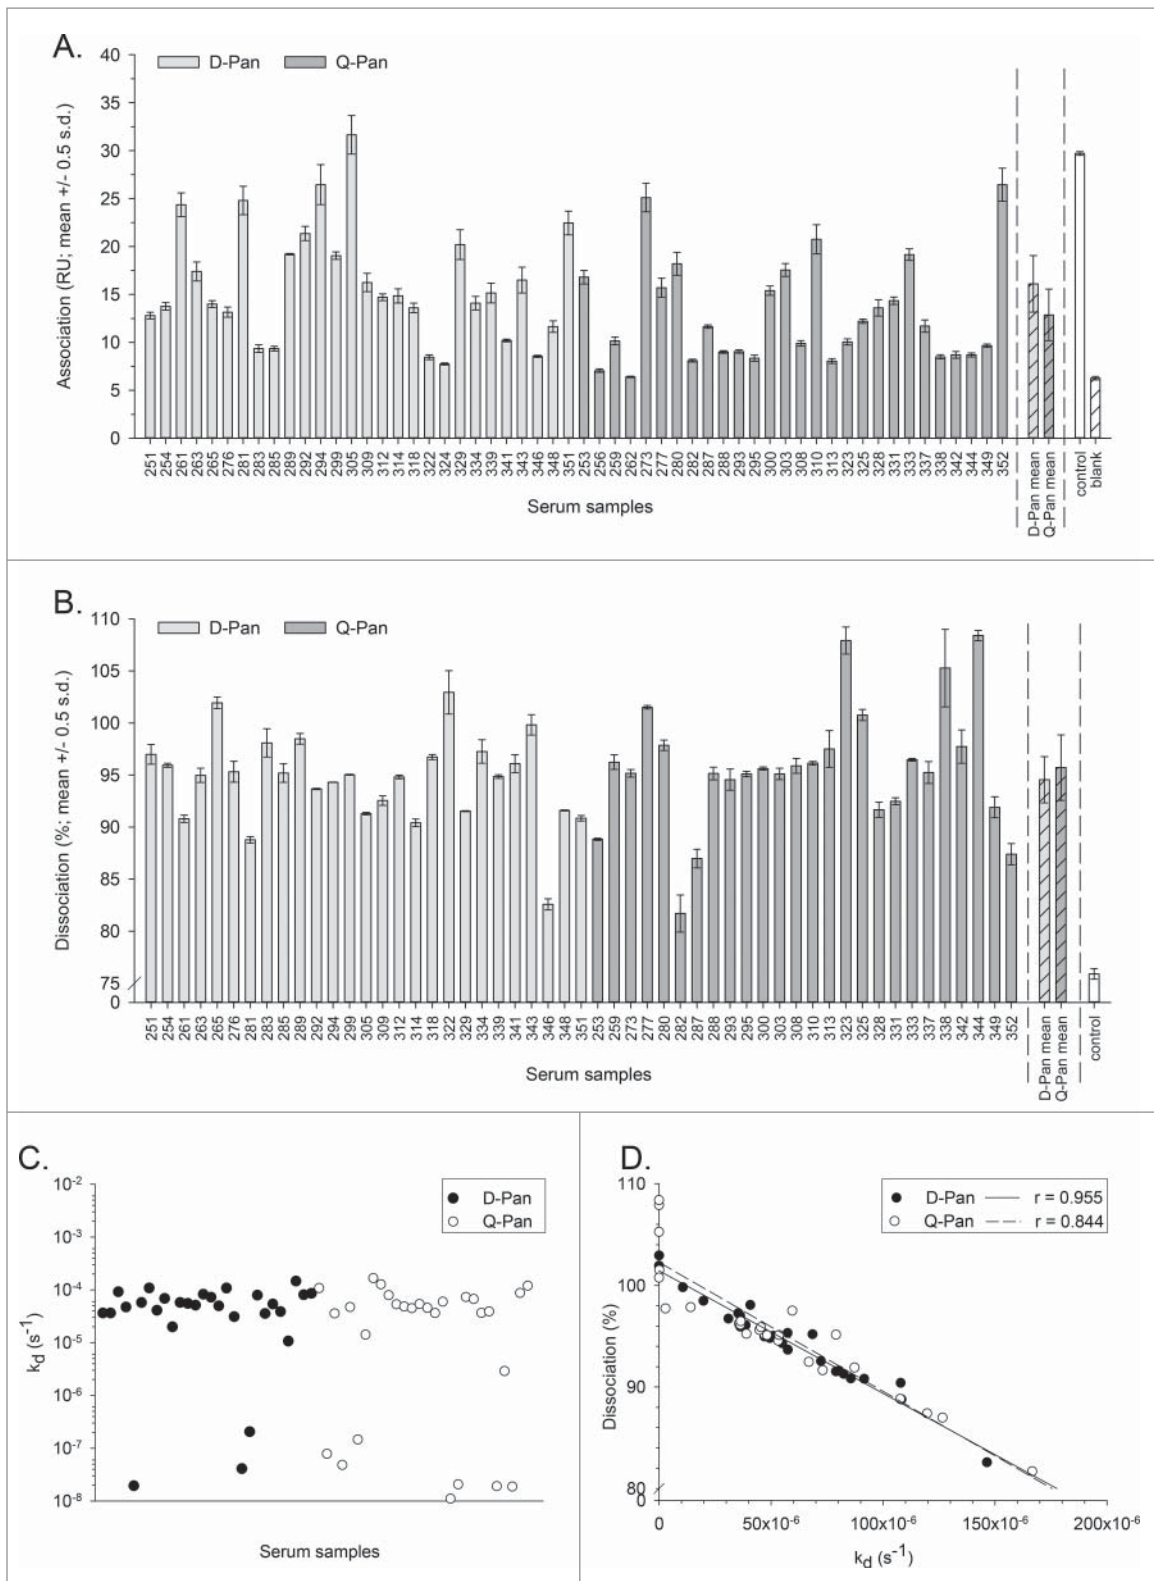 A.
40
35
30
25
20
15
10
5
0
Association (RU; mean +/- 0.5 s.d.)
D-Pan Q-Pan
251 254 261 263 265 276 281 283 285 289 292 294 299 305 309 312 314 318 322 324 329 334 339 341 343 346 348 351 253 256 259 262 273 277 280 282 287 288 293 295 300 303 308 310 313 323 325 328 331 333 337 338 342 344 349 352 D-Pan mean Q-Pan mean control blank
Serum samples
B.
110
105
100
95
90
85
80
75
0
Dissociation (%; mean +/- 0.5 s.d.)
D-Pan Q-Pan
251 254 261 263 265 276 281 283 285 289 292 294 299 305 309 312 314 318 322 329 334 339 341 343 346 348 351 253 259 273 277 280 282 287 288 293 295 300 303 308 310 313 323 325 328 331 333 337 338 342 344 349 352 D-Pan mean Q-Pan mean control
Serum samples
C.
10⁻²
10⁻³
10⁻⁴
10⁻⁵
10⁻⁶
10⁻⁷
10⁻⁸
k_d (s⁻¹)
D-Pan
Q-Pan
Serum samples
D.
110
100
90
80
0
Dissociation (%)
D-Pan r = 0.955
Q-Pan r = 0.844
0 50x10⁻⁶ 100x10⁻⁶ 150x10⁻⁶ 200x10⁻⁶
k_d (s⁻¹)